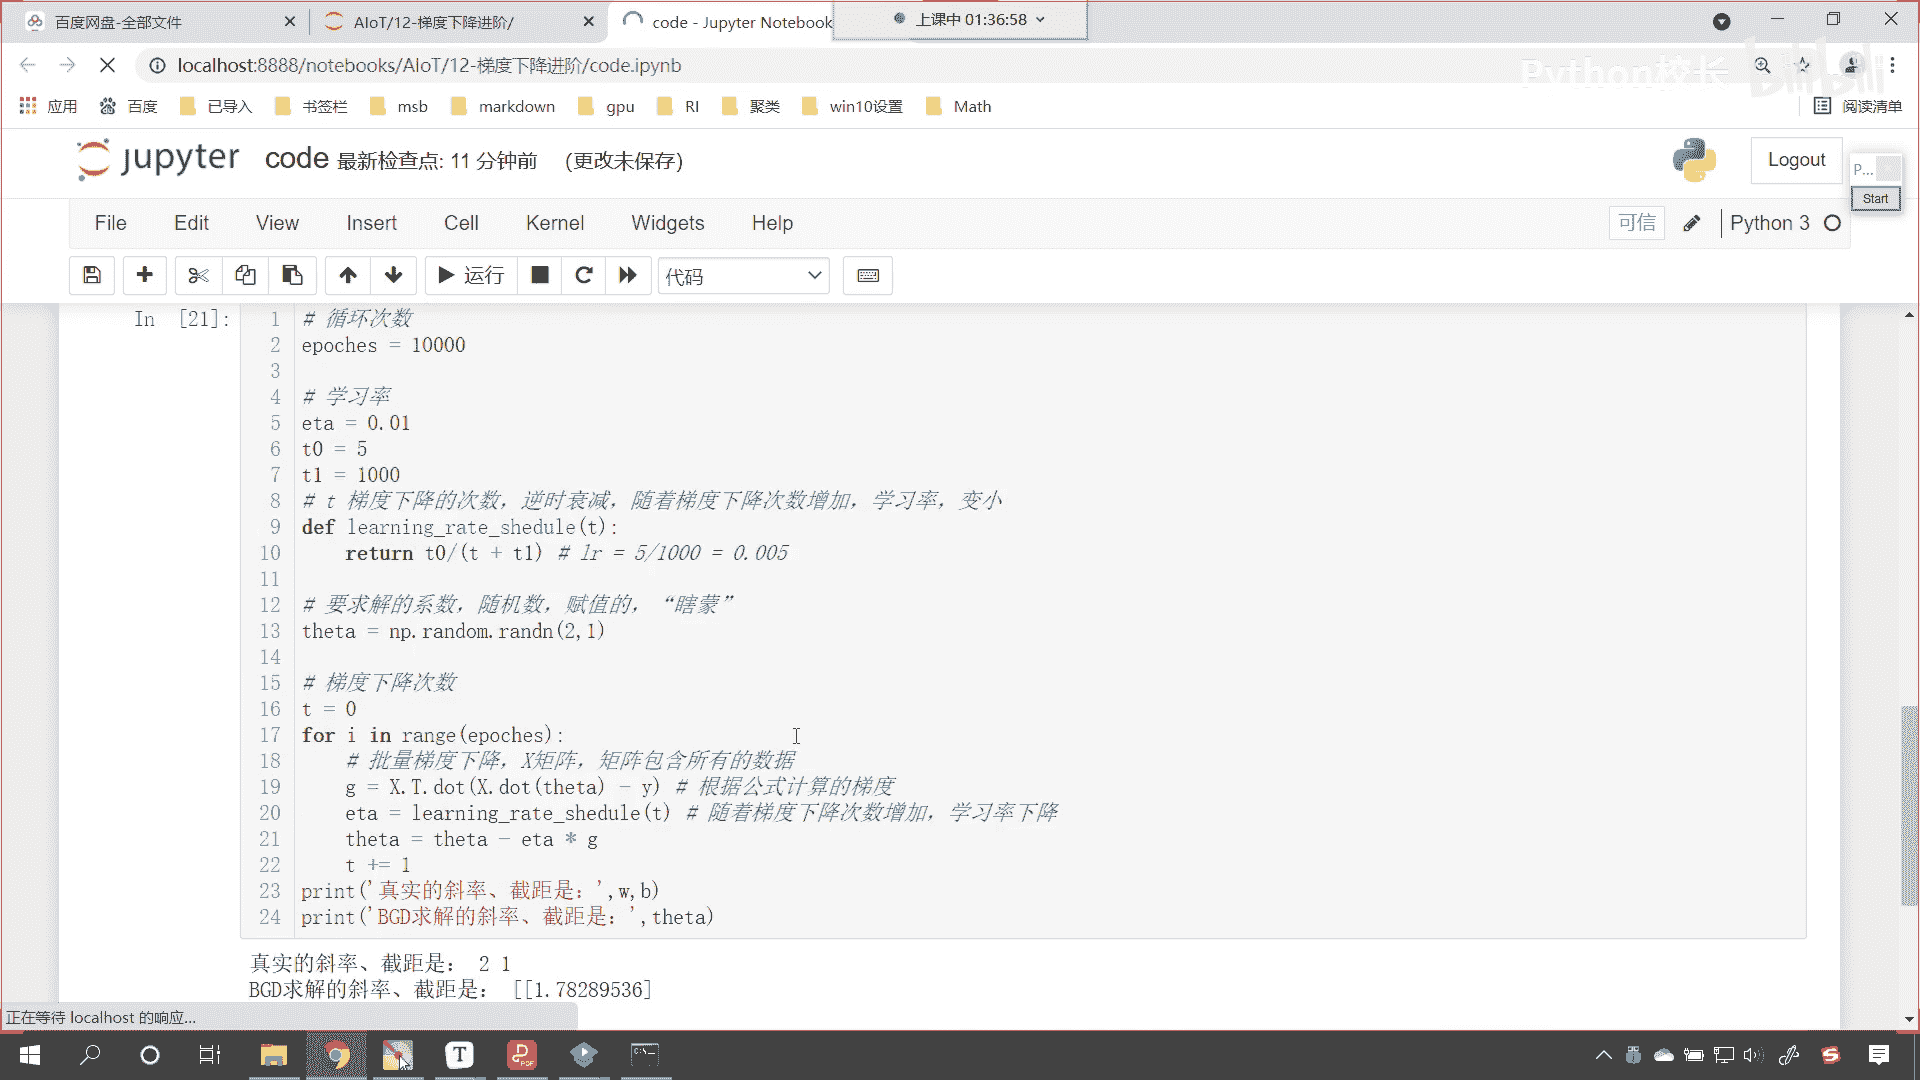 百度网盘-全部文件
AIoT/12-梯度下降进阶/
code - Jupyter Notebook
上课中 01:36:58
localhost:8888/notebooks/AIoT/12-梯度下降进阶/code.ipynb
Python校长
bilibili
应用 百度 已导入 书签栏 msb markdown gpu RI 聚类 win10设置 Math 阅读清单
jupyter code 最新检查点: 11 分钟前 (更改未保存)
Logout
P...
Start
File Edit View Insert Cell Kernel Widgets Help 可信 Python 3
运行 代码
In [21]:
1 # 循环次数
2 epoches = 10000
3
4 # 学习率
5 eta = 0.01
6 t0 = 5
7 t1 = 1000
8 # t 梯度下降的次数，逆时衰减，随着梯度下降次数增加，学习率，变小
9 def learning_rate_shedule(t):
10 return t0/(t + t1) # lr = 5/1000 = 0.005
11
12 # 要求解的系数，随机数，赋值的，“瞎蒙”
13 theta = np.random.randn(2,1)
14
15 # 梯度下降次数
16 t = 0
17 for i in range(epoches):
18 # 批量梯度下降，X矩阵，矩阵包含所有的数据
19 g = X.T.dot(X.dot(theta) - y) # 根据公式计算的梯度
20 eta = learning_rate_shedule(t) # 随着梯度下降次数增加，学习率下降
21 theta = theta - eta * g
22 t += 1
23 print('真实的斜率、截距是：',w,b)
24 print('BGD求解的斜率、截距是：',theta)
真实的斜率、截距是： 2 1
BGD求解的斜率、截距是： [[1.78289536]
正在等待 localhost 的响应...